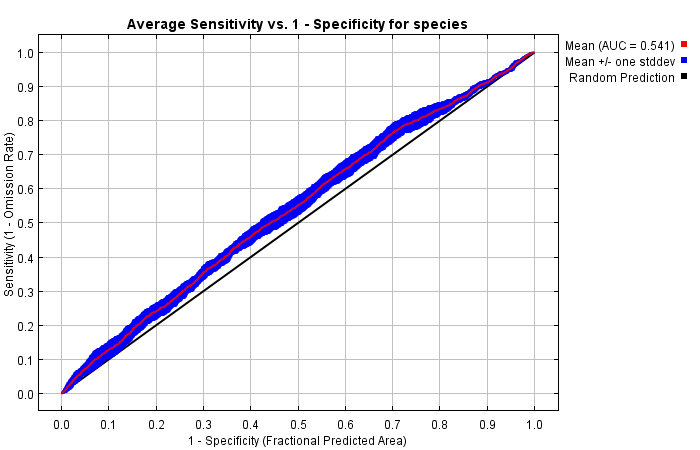 Average Sensitivity vs. 1 - Specificity for species
Mean (AUC = 0.541)
Mean +/- one stddev
Random Prediction
Sensitivity (1 - Omission Rate)
1.0
0.9
0.8
0.7
0.6
0.5
0.4
0.3
0.2
0.1
0.0
0.0 0.1 0.2 0.3 0.4 0.5 0.6 0.7 0.8 0.9 1.0
1 - Specificity (Fractional Predicted Area)